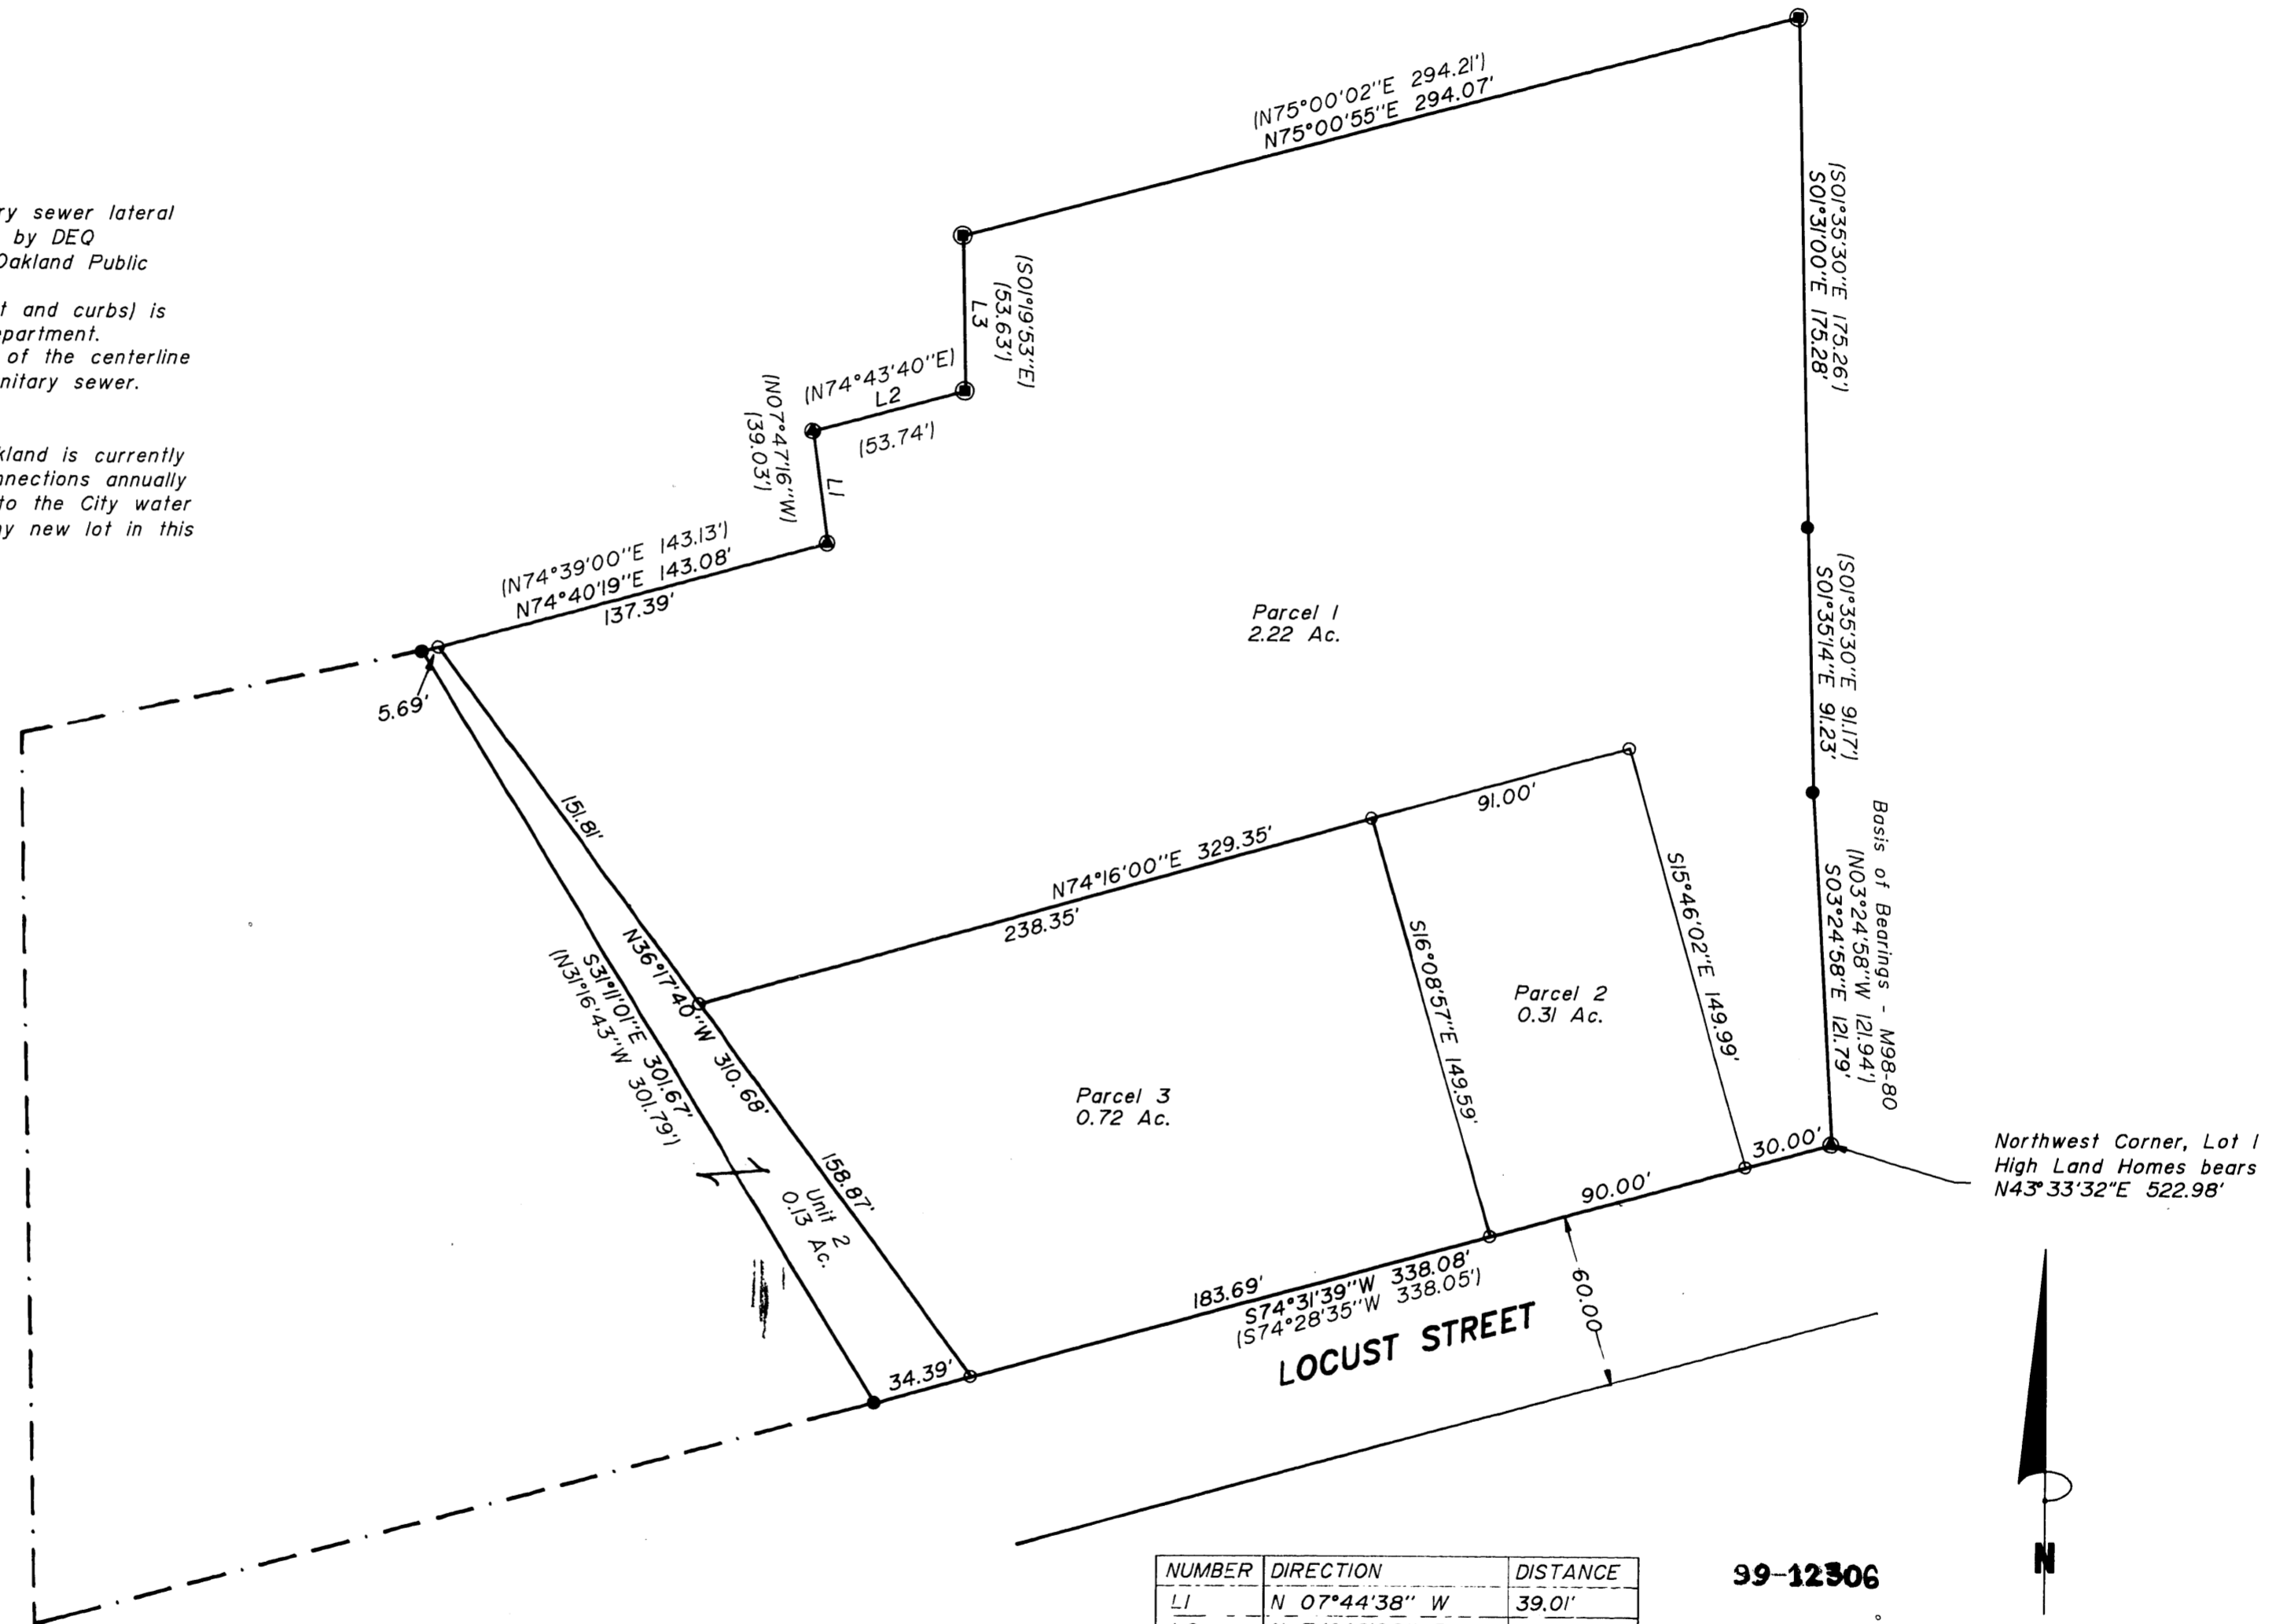 (N75°00'02"E 294.21')
N75°00'55"E 294.07'
(S01°35'30"E 175.26')
S01°31'00"E 175.28'
ry sewer lateral
by DEQ
Oakland Public
t and curbs) is
epartment.
of the centerline
nitary sewer.
kland is currently
nnections annually
to the City water
ny new lot in this
(S01°19'53"E)
(53.63')
L3
(N74°43'40"E)
L2
(53.74')
(N07°47'16"W)
(39.03')
L1
(N74°39'00"E 143.13')
N74°40'19"E 143.08'
137.39'
5.69'
Parcel 1
2.22 Ac.
(S01°35'30"E 91.17')
S01°35'14"E 91.23'
151.81'
91.00'
N74°16'00"E 329.35'
238.35'
Basis of Bearings - M98-80
(N03°24'58"W 121.94')
S03°24'58"E 121.79'
S15°46'02"E 149.99'
S16°08'57"E 149.59'
Parcel 2
0.31 Ac.
N36°17'40"W 310.68'
S31°11'01"E 301.67'
(N31°16'43"W 301.79')
Parcel 3
0.72 Ac.
158.87'
Unit 2
0.13 Ac.
30.00'
90.00'
Northwest Corner, Lot 1
High Land Homes bears
N43°33'32"E 522.98'
183.69'
S74°31'39"W 338.08'
(S74°28'35"W 338.05')
60.00
LOCUST STREET
34.39'
NUMBER DIRECTION DISTANCE
L1 N 07°44'38" W 39.01'
99-12306
N